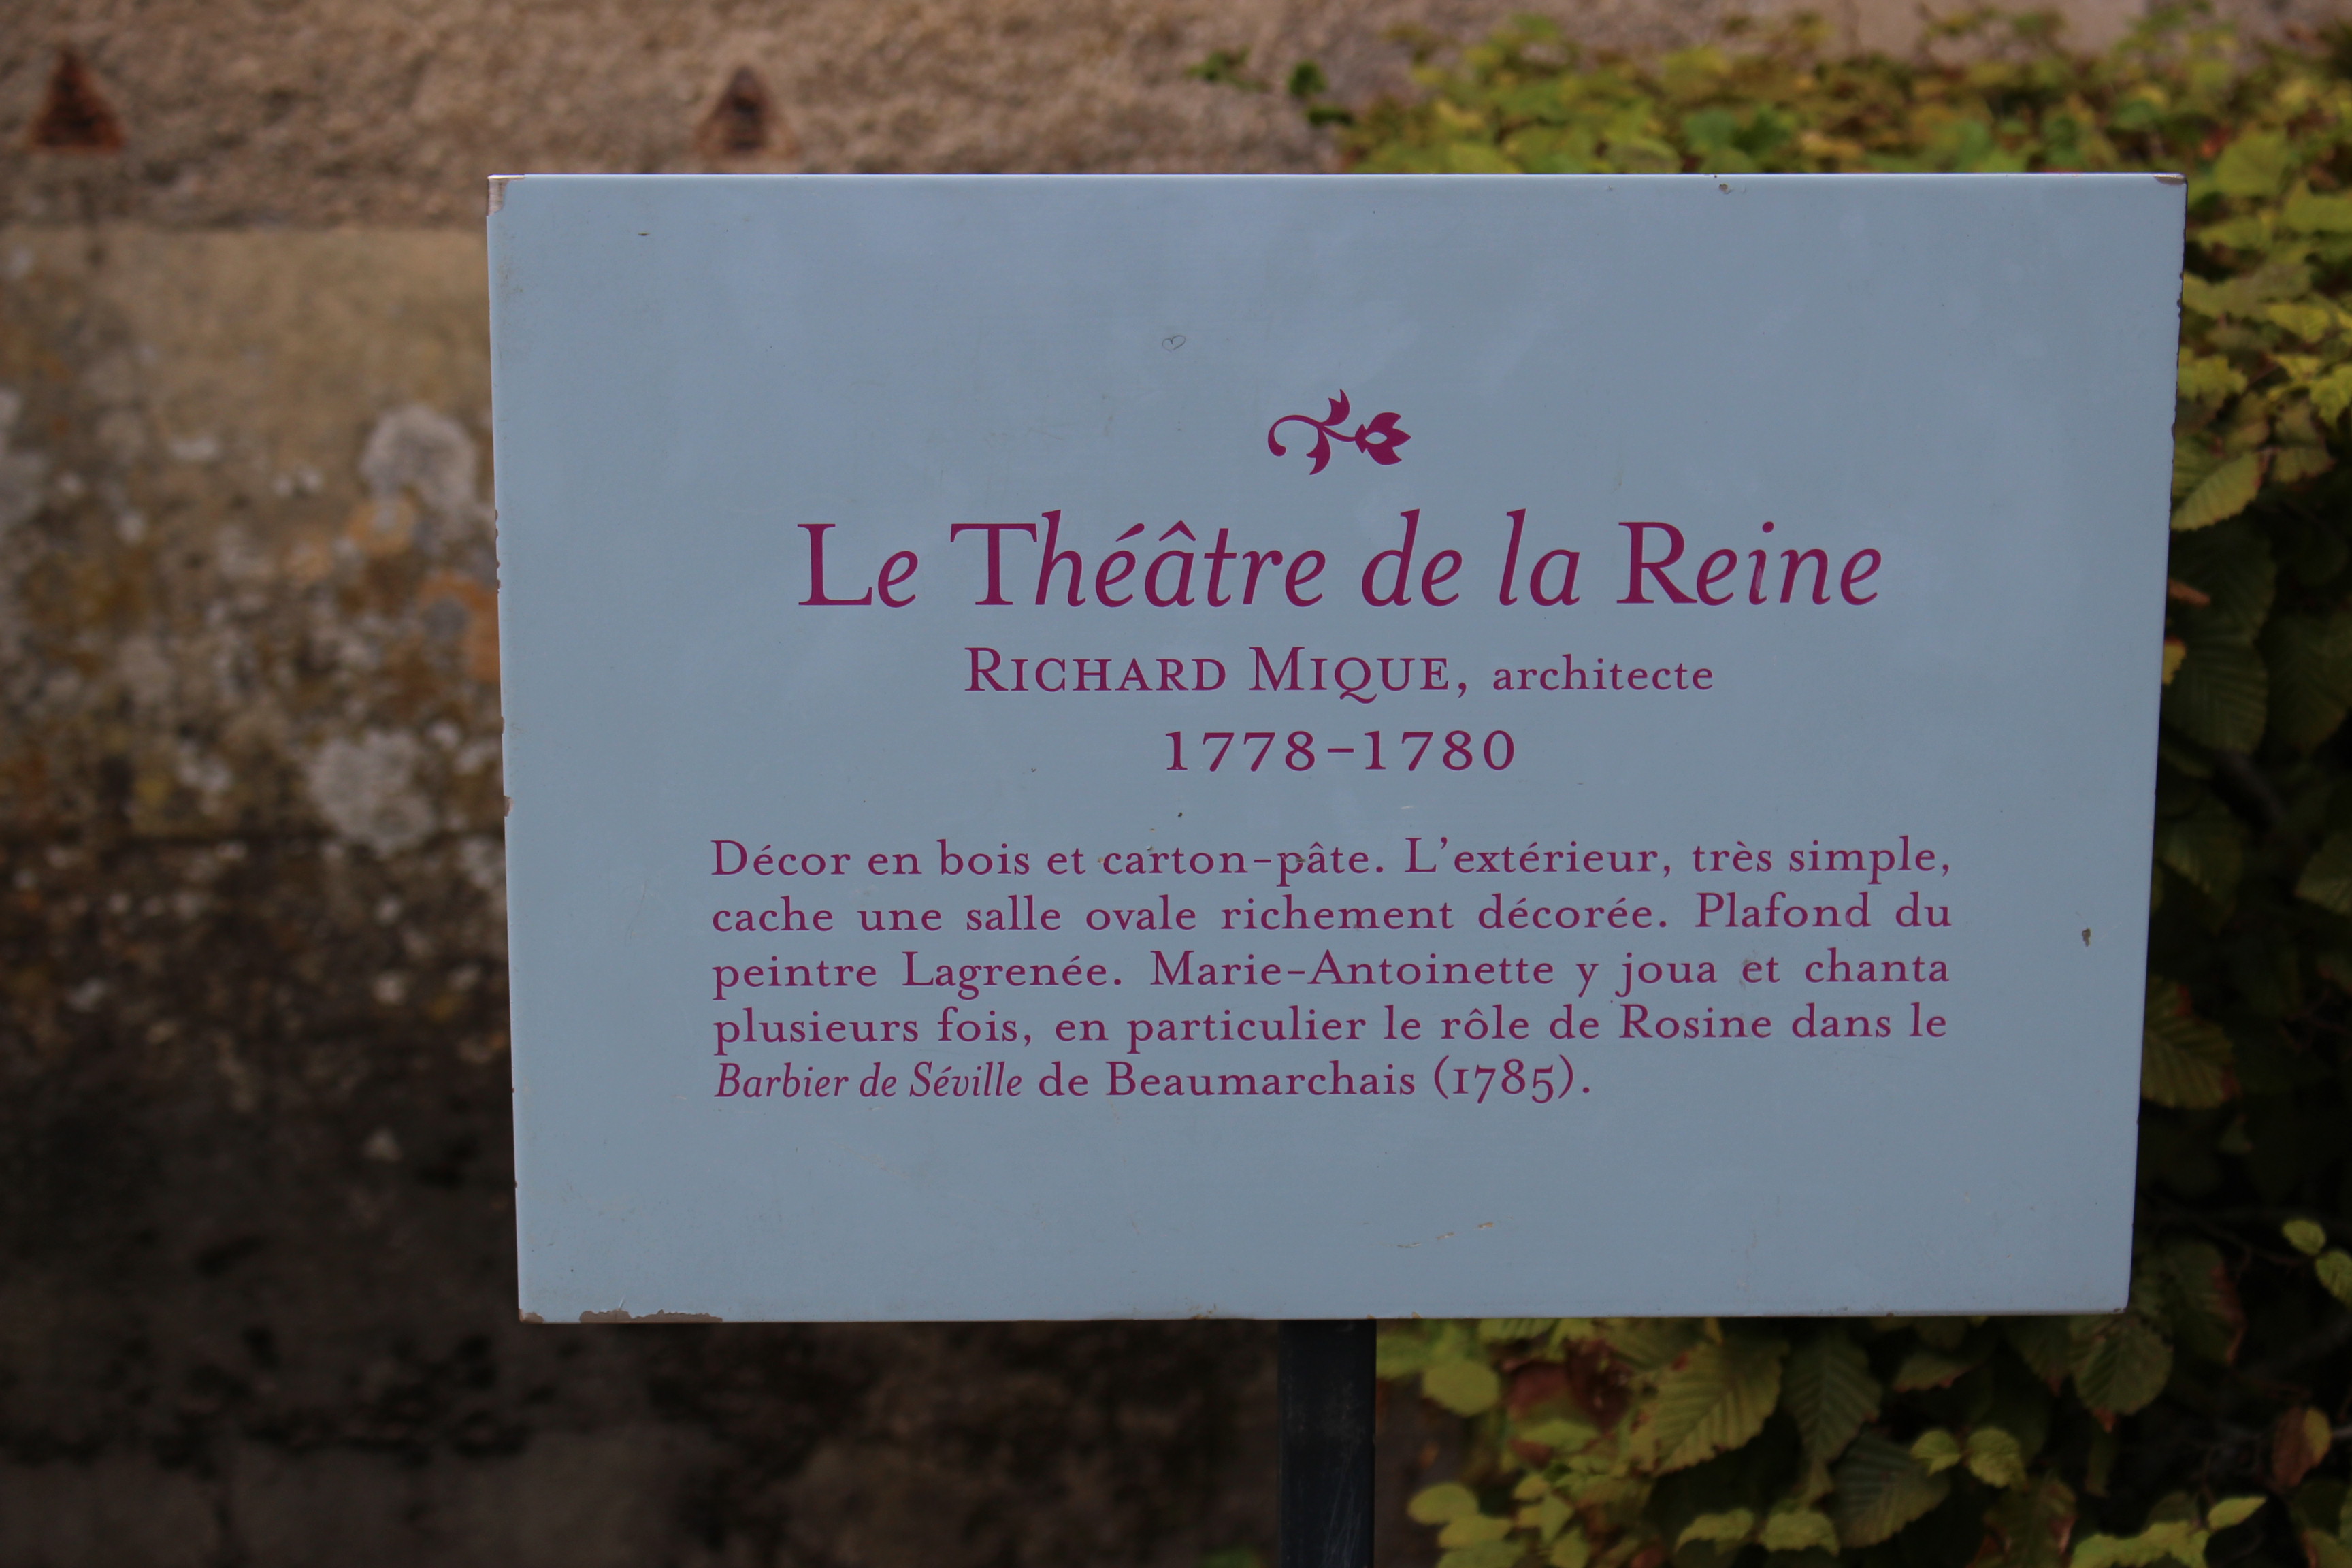 Le Théâtre de la Reine
RICHARD MIQUE, architecte
1778-1780
Décor en bois et carton-pâte. L'extérieur, très simple,
cache une salle ovale richement décorée. Plafond du
peintre Lagrenée. Marie-Antoinette y joua et chanta
plusieurs fois, en particulier le rôle de Rosine dans le
Barbier de Séville de Beaumarchais (1785).